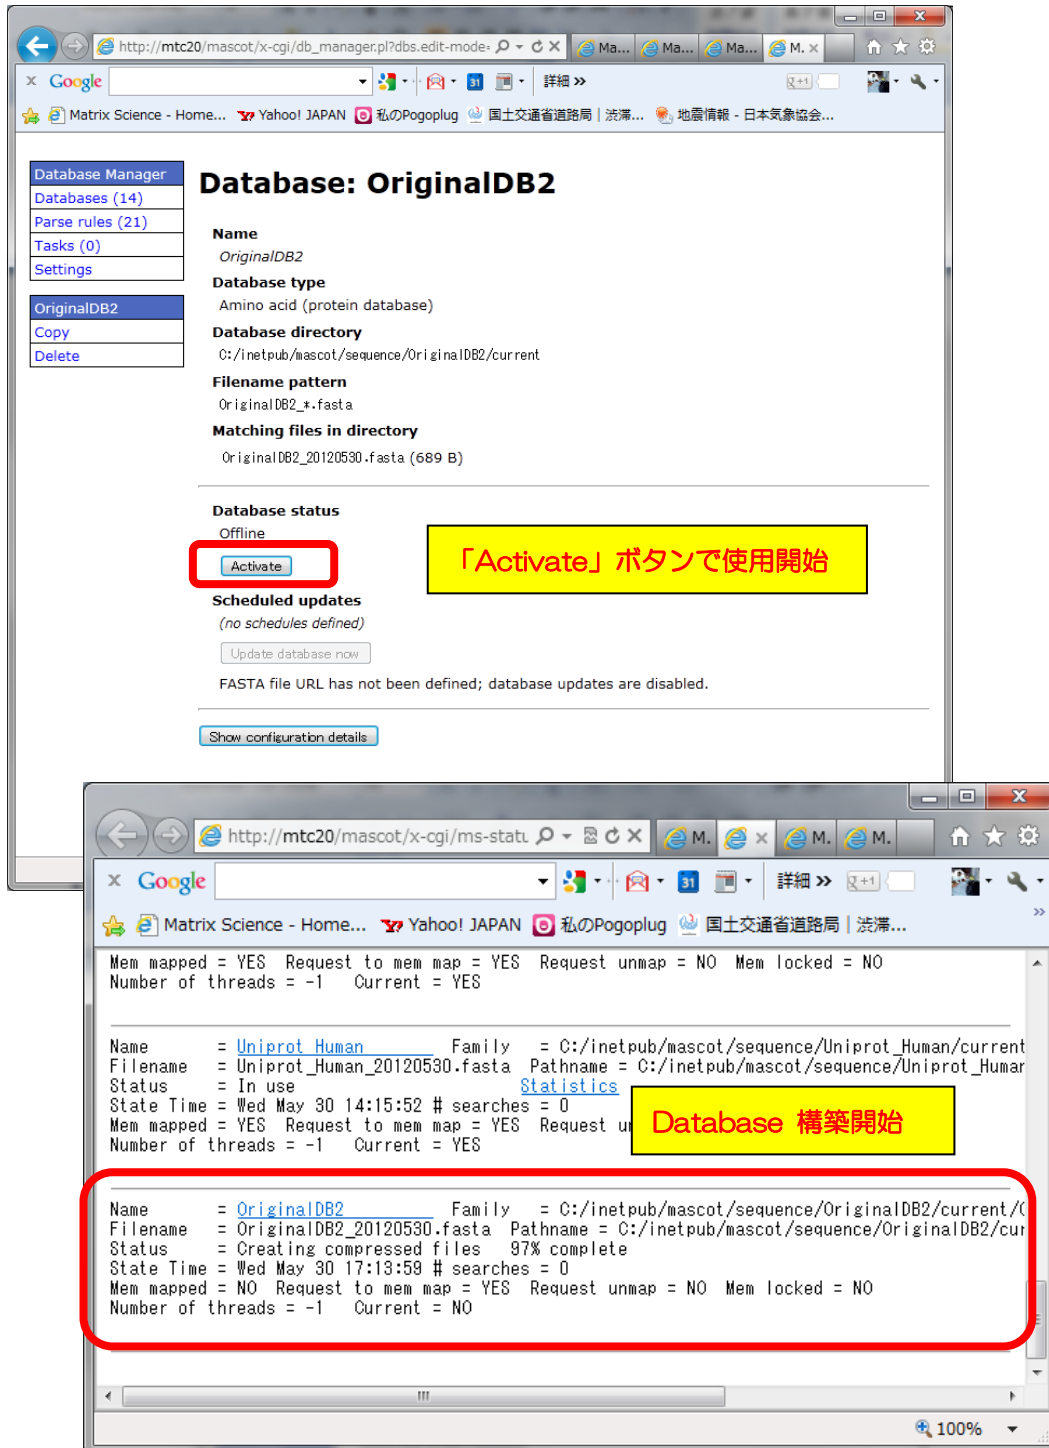 http://mtc20/mascot/x-cgi/db_manager.pl?dbs.edit-mode=
Ma...
Ma...
Ma...
M.
x Google
31
詳細 »
Matrix Science - Home...
Yahoo! JAPAN
私のPogoplug
国土交通省道路局 | 渋滞...
地震情報 - 日本気象協会...
Database Manager
Databases (14)
Parse rules (21)
Tasks (0)
Settings
OriginalDB2
Copy
Delete
Database: OriginalDB2
Name
OriginalDB2
Database type
Amino acid (protein database)
Database directory
C:/inetpub/mascot/sequence/OriginalDB2/current
Filename pattern
OriginalDB2_*.fasta
Matching files in directory
OriginalDB2_20120530.fasta (689 B)
Database status
Offline
Activate
「Activate」ボタンで使用開始
Scheduled updates
(no schedules defined)
Update database now
FASTA file URL has not been defined; database updates are disabled.
Show configuration details
http://mtc20/mascot/x-cgi/ms-statu
M.
M.
M.
x Google
31
詳細 »
Matrix Science - Home...
Yahoo! JAPAN
私のPogoplug
国土交通省道路局 | 渋滞...
Mem mapped = YES Request to mem map = YES Request unmap = NO Mem locked = NO
Number of threads = -1 Current = YES
Name = Uniprot_Human Family = C:/inetpub/mascot/sequence/Uniprot_Human/current
Filename = Uniprot_Human_20120530.fasta Pathname = C:/inetpub/mascot/sequence/Uniprot_Human
Status = In use Statistics
State Time = Wed May 30 14:15:52 # searches = 0
Mem mapped = YES Request to mem map = YES Request un
Number of threads = -1 Current = YES
Database 構築開始
Name = OriginalDB2 Family = C:/inetpub/mascot/sequence/OriginalDB2/current/
Filename = OriginalDB2_20120530.fasta Pathname = C:/inetpub/mascot/sequence/OriginalDB2/cur
Status = Creating compressed files 97% complete
State Time = Wed May 30 17:13:59 # searches = 0
Mem mapped = NO Request to mem map = YES Request unmap = NO Mem locked = NO
Number of threads = -1 Current = NO
100%